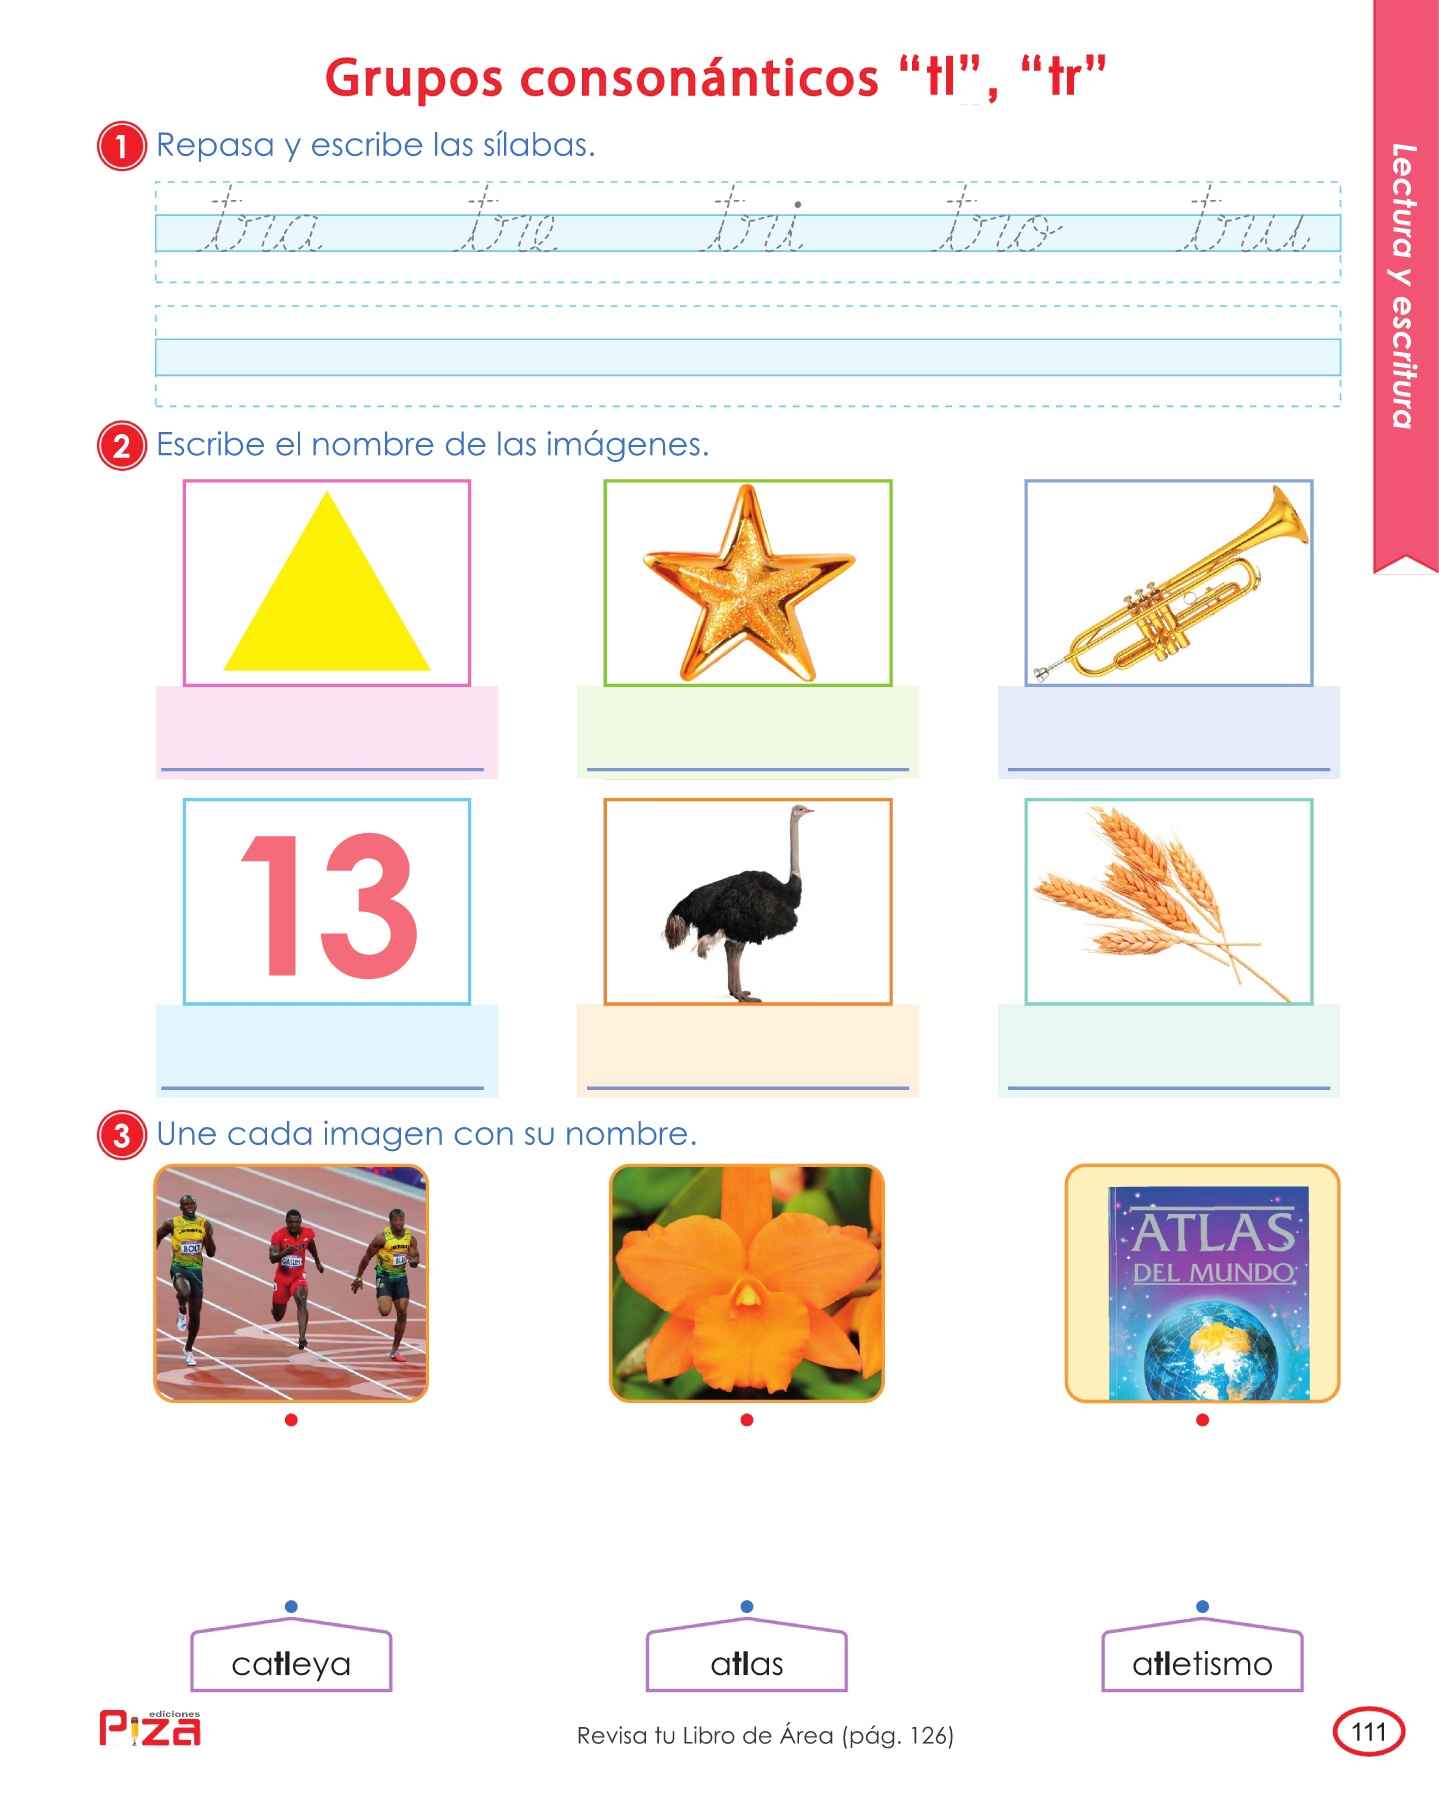 Grupos consonánticos “tl”, “tr”
Lectura y escritura
1 Repasa y escribe las sílabas.
tra tre tri tro tru
2 Escribe el nombre de las imágenes.
13
3 Une cada imagen con su nombre.
BOLT
GATLIN
ATLAS
DEL MUNDO
catleya atlas atletismo
ediciones
Piza
Revisa tu Libro de Área (pág. 126)
111